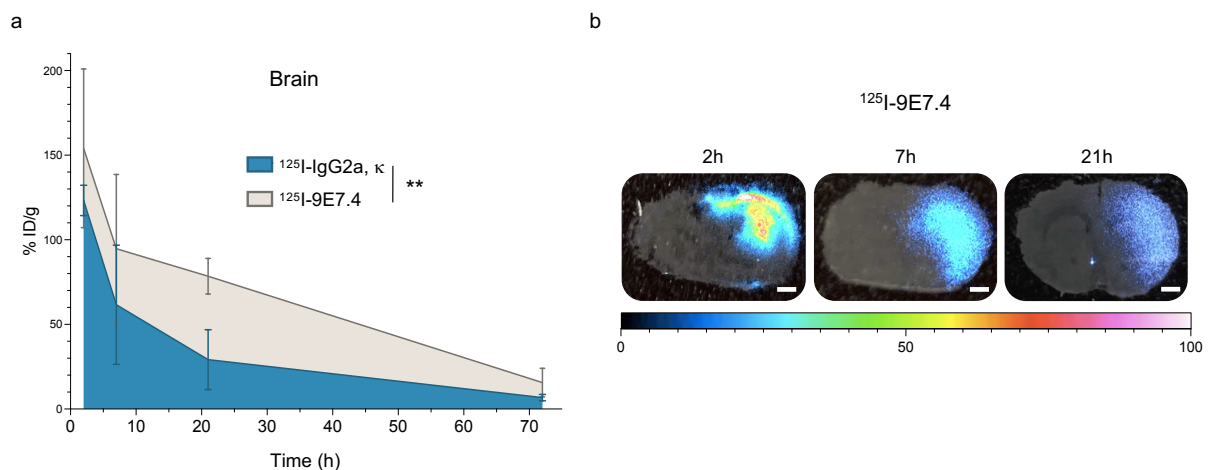 a
Brain
200
150
100
50
0
% ID/g
¹²⁵I-IgG2a, κ
¹²⁵I-9E7.4
**
0 10 20 30 40 50 60 70
Time (h)
b
¹²⁵I-9E7.4
2h 7h 21h
0 50 100